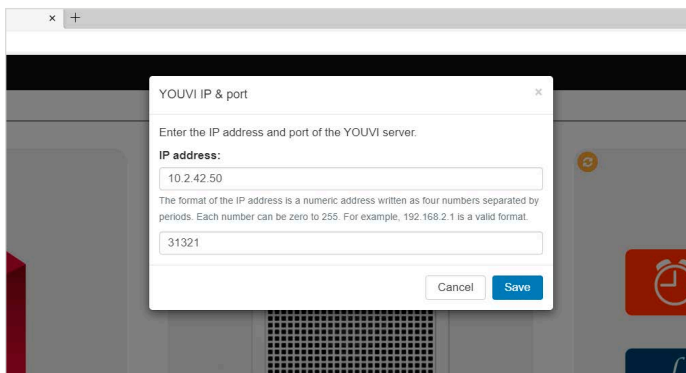 YOUVI IP & port
Enter the IP address and port of the YOUVI server.
IP address:
10.2.42.50
The format of the IP address is a numeric address written as four numbers separated by
periods. Each number can be zero to 255. For example, 192.168.2.1 is a valid format.
31321
Cancel Save